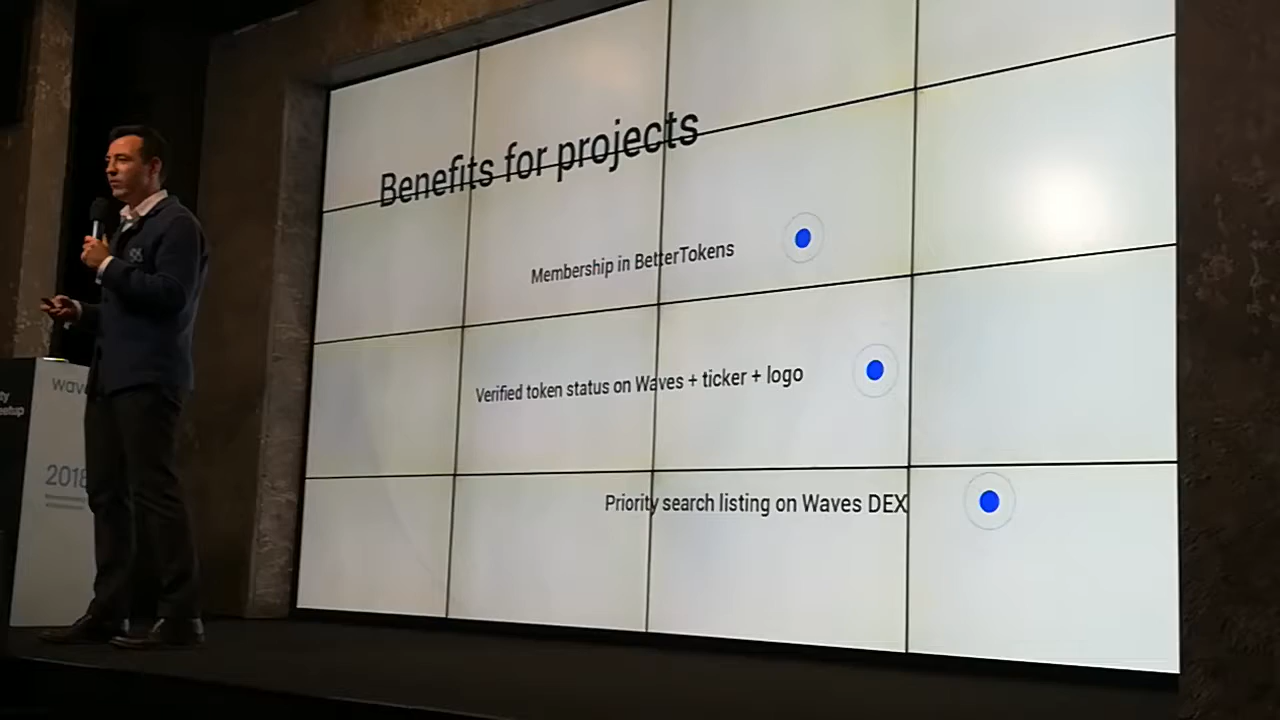 Benefits for projects
Membership in BetterTokens
Verified token status on Waves + ticker + logo
Priority search listing on Waves DEX
2018